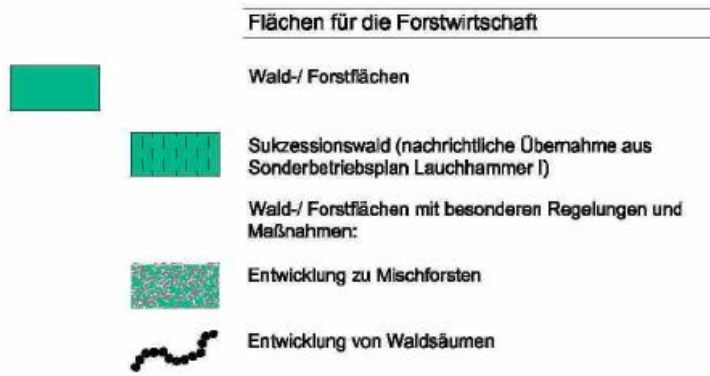 Flächen für die Forstwirtschaft
Wald-/ Forstflächen
Sukzessionswald (nachrichtliche Übernahme aus
Sonderbetriebsplan Lauchhammer I)
Wald-/ Forstflächen mit besonderen Regelungen und
Maßnahmen:
Entwicklung zu Mischforsten
Entwicklung von Waldsäumen